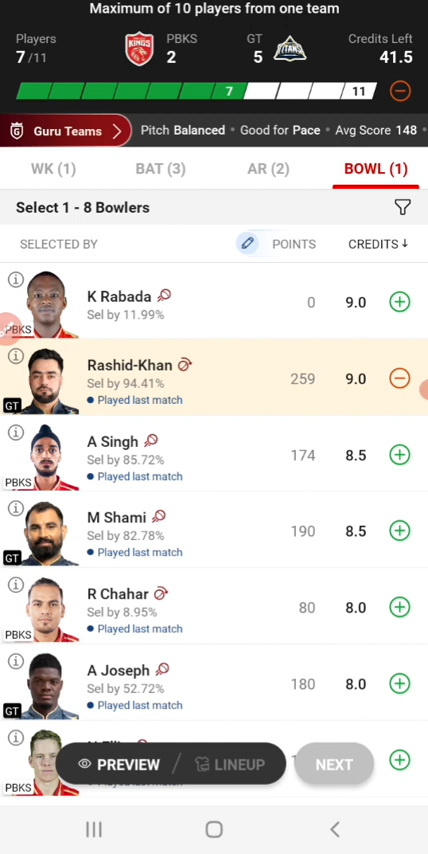 Maximum of 10 players from one team
Players PBKS GT Credits Left
7/11 KINGS 2 5 TITANS 41.5
7 11
Guru Teams Pitch Balanced • Good for Pace • Avg Score 148 •
WK (1) BAT (3) AR (2) BOWL (1)
Select 1 - 8 Bowlers
SELECTED BY POINTS CREDITS ↓
K Rabada
Sel by 11.99% 0 9.0
PBKS
Rashid-Khan
Sel by 94.41% 259 9.0
GT Played last match
A Singh
Sel by 85.72% 174 8.5
PBKS Played last match
M Shami
Sel by 82.78% 190 8.5
GT Played last match
R Chahar
Sel by 8.95% 80 8.0
PBKS Played last match
A Joseph
Sel by 52.72% 180 8.0
GT Played last match
PREVIEW / LINEUP NEXT
PBKS